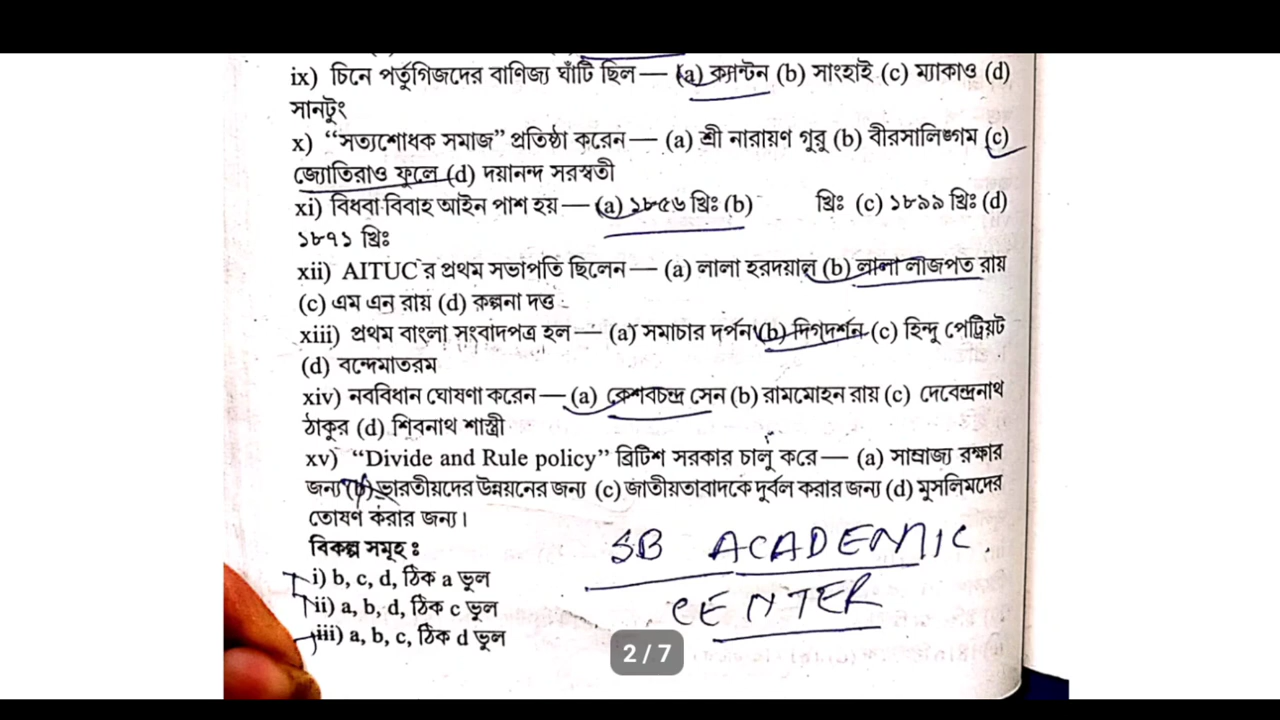 ix) চিনে পর্তুগিজদের বাণিজ্য ঘাঁটি ছিল— (a) ক্যান্টন (b) সাংহাই (c) ম্যাকাও (d)
সানটুং
x) “সত্যশোধক সমাজ” প্রতিষ্ঠা করেন— (a) শ্রী নারায়ণ গুরু (b) বীরসালিঙ্গম (c)
জ্যোতিরাও ফুলে (d) দয়ানন্দ সরস্বতী
xi) বিধবা বিবাহ আইন পাশ হয়— (a) ১৮৫৬ খ্রিঃ (b) খ্রিঃ (c) ১৮৯৯ খ্রিঃ (d)
১৮৭১ খ্রিঃ
xii) AITUC'র প্রথম সভাপতি ছিলেন— (a) লালা হরদয়াল (b) লালা লাজপত রায়
(c) এম এন রায় (d) কল্পনা দত্ত
xiii) প্রথম বাংলা সংবাদপত্র হল— (a) সমাচার দর্পন (b) দিগদর্শন (c) হিন্দু পেট্রিয়ট
(d) বন্দেমাতরম
xiv) নববিধান ঘোষণা করেন— (a) কেশবচন্দ্র সেন (b) রামমোহন রায় (c) দেবেন্দ্রনাথ
ঠাকুর (d) শিবনাথ শাস্ত্রী
xv) “Divide and Rule policy” ব্রিটিশ সরকার চালু করে— (a) সাম্রাজ্য রক্ষার
জন্য (b) ভারতীয়দের উন্নয়নের জন্য (c) জাতীয়তাবাদকে দুর্বল করার জন্য (d) মুসলিমদের
তোষণ করার জন্য।
বিকল্প সমূহ ঃ
i) b, c, d, ঠিক a ভুল
ii) a, b, d, ঠিক c ভুল
iii) a, b, c, ঠিক d ভুল
SB ACADEMIC
CENTER
2 / 7